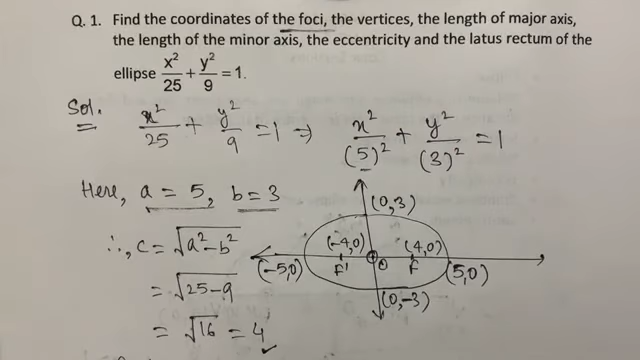 Q. 1. Find the coordinates of the foci, the vertices, the length of major axis,
the length of the minor axis, the eccentricity and the latus rectum of the
ellipse x²/25 + y²/9 = 1.
Sol.
x²/25 + y²/9 = 1 ⇒ x²/(5)² + y²/(3)² = 1
Here, a = 5, b = 3
∴, c = √(a²-b²)
= √(25-9)
= √16 = 4 ✓
(0,3)
(-4,0) (4,0)
(-5,0) F' O F (5,0)
(0,-3)